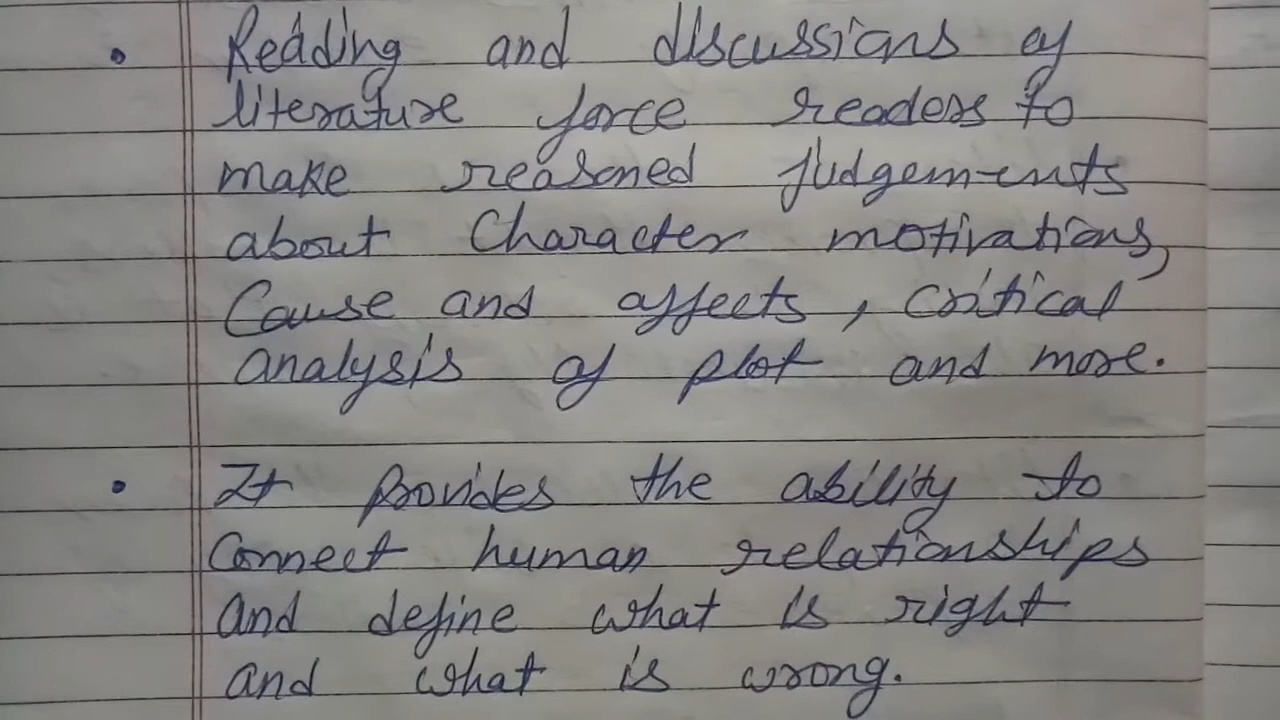 • Reading and discussions of
literature force readers to
make reasoned judgements
about Character motivations,
Cause and affects, critical
analysis of plot and more.
• It provides the ability to
Connect human relationships
and define what is right
and what is wrong.